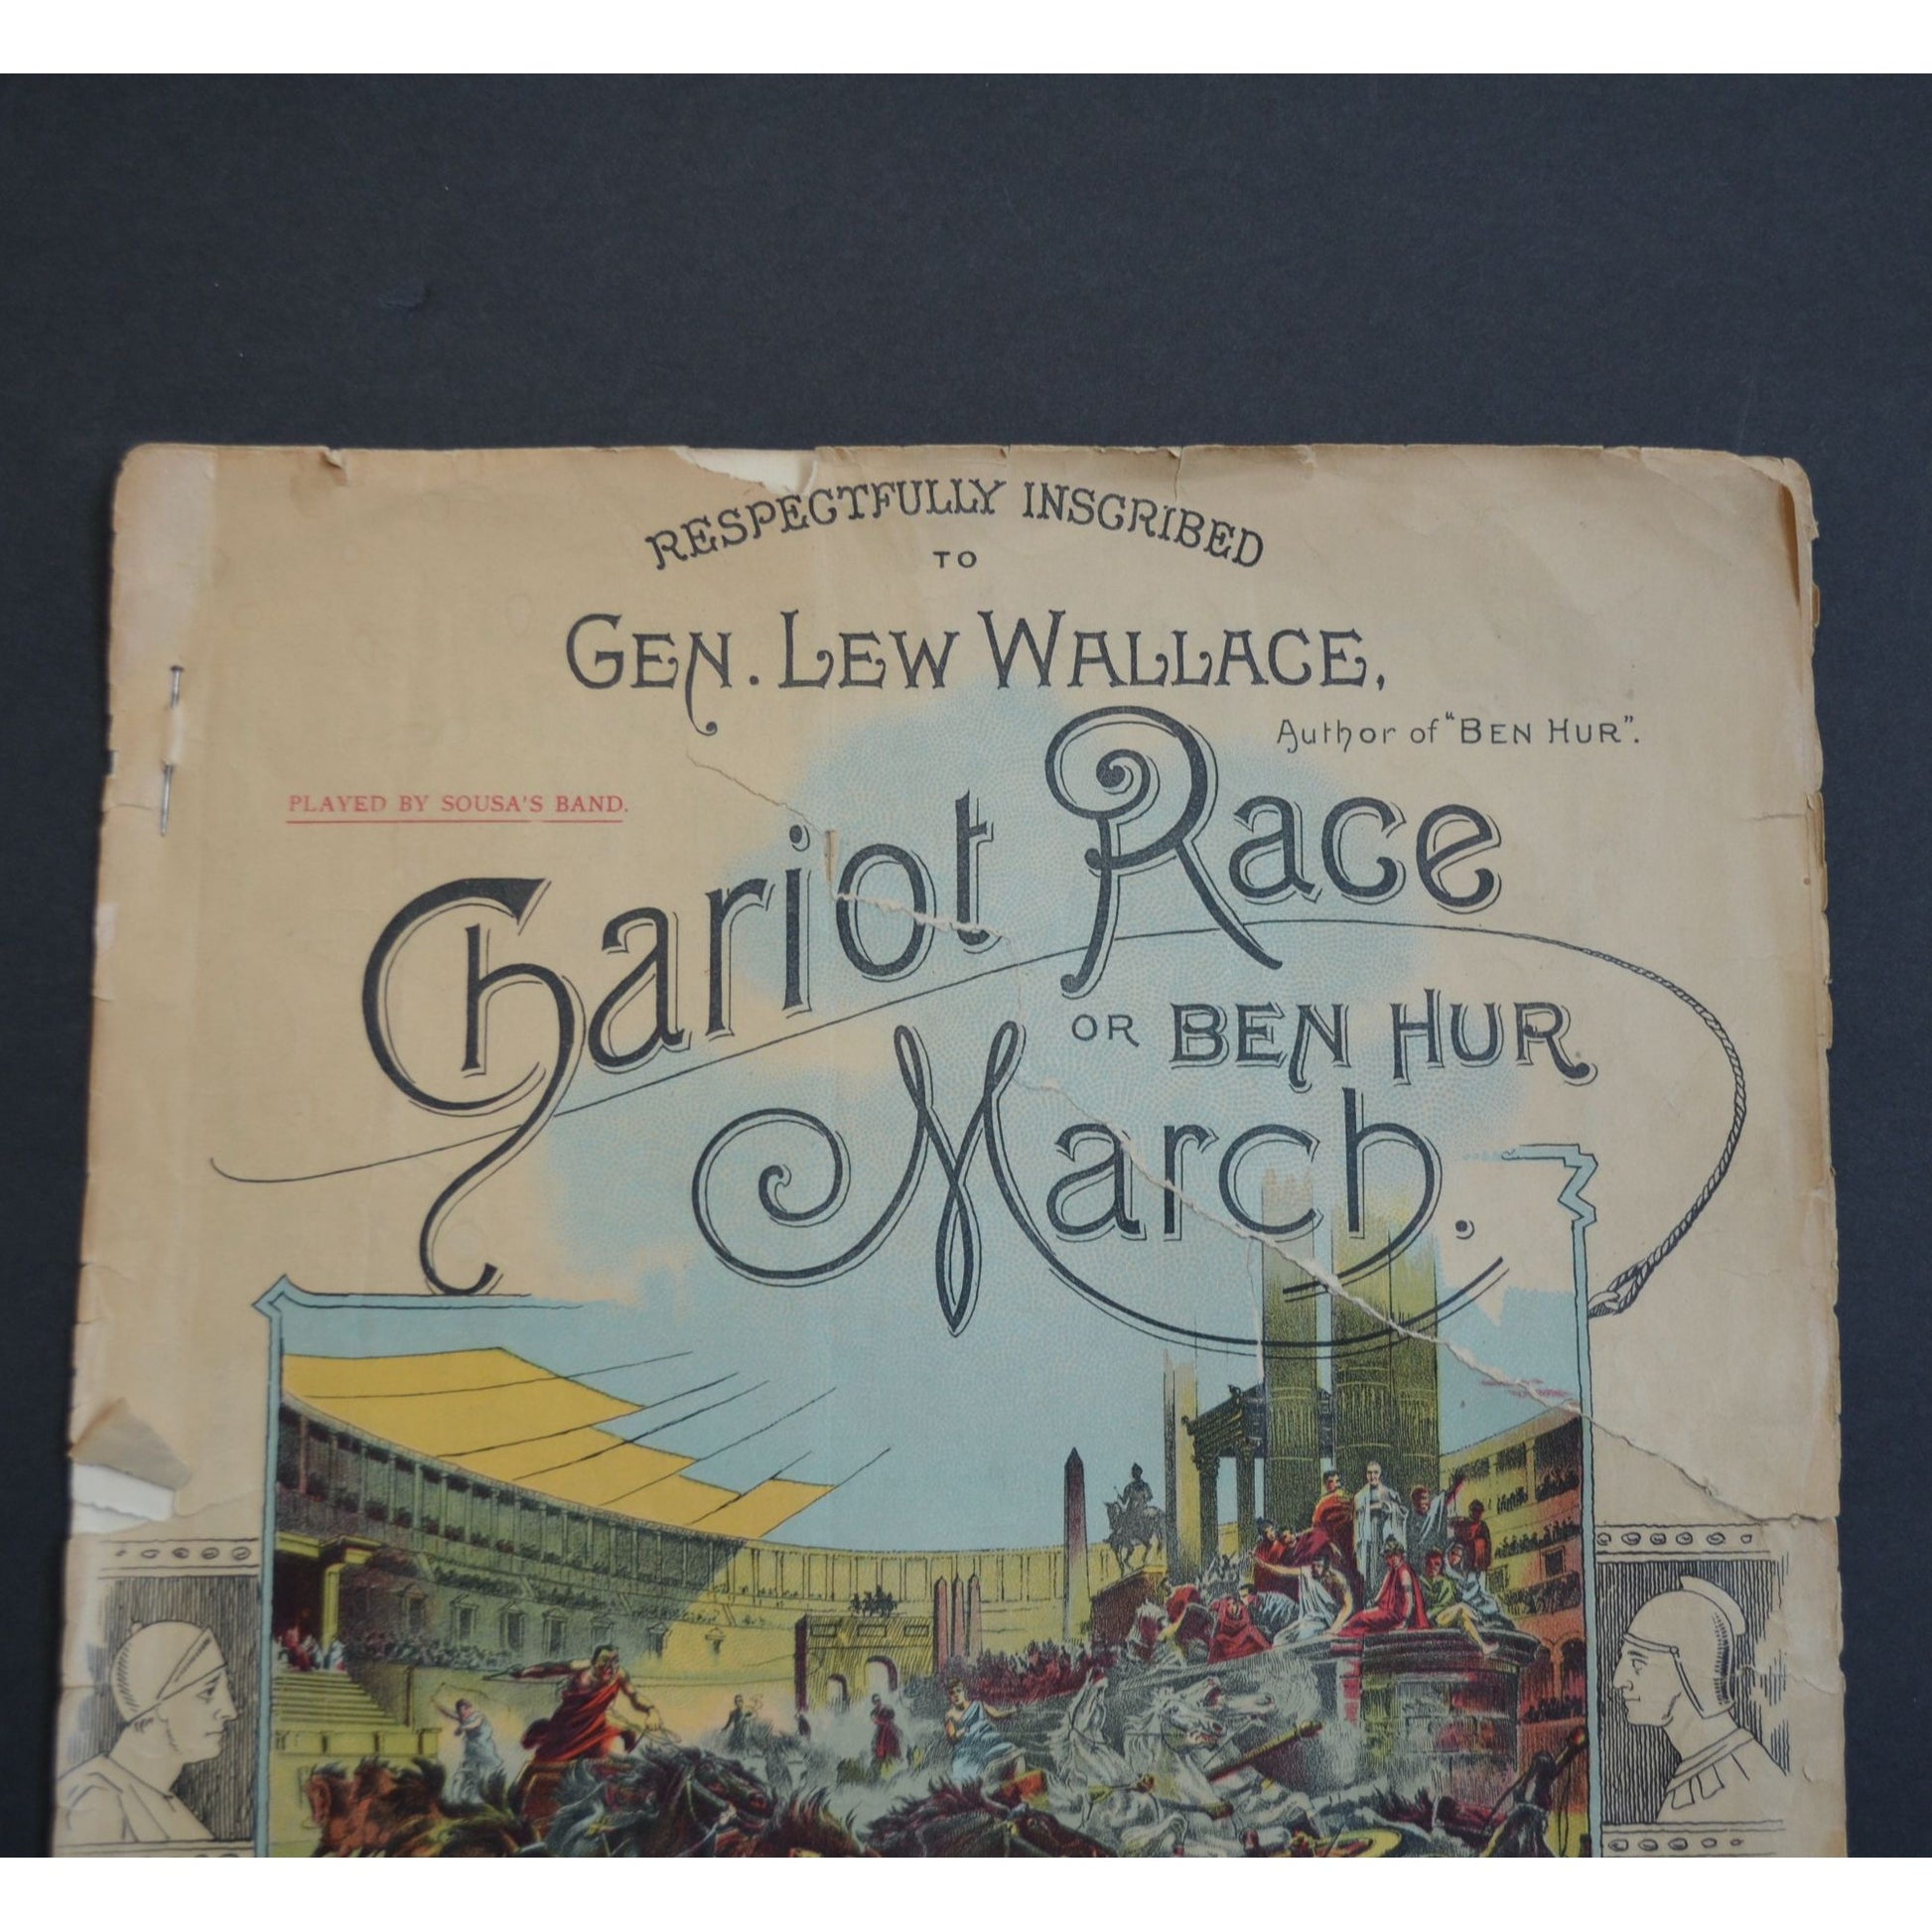 RESPECTFULLY INSCRIBED
TO
GEN. LEW WALLACE,
Author of "BEN HUR".
PLAYED BY SOUSA'S BAND.
Chariot Race
OR BEN HUR
March.